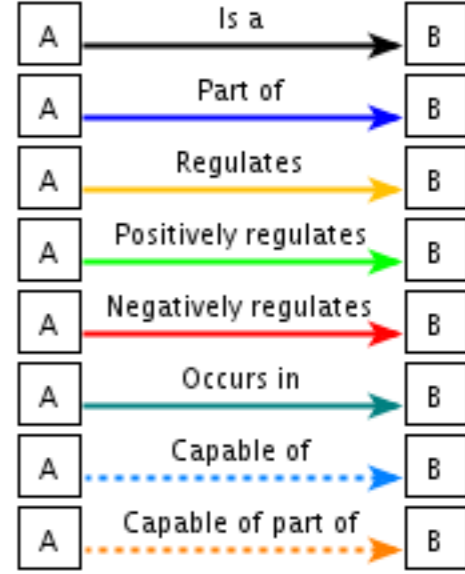 A Is a B
A Part of B
A Regulates B
A Positively regulates B
A Negatively regulates B
A Occurs in B
A Capable of B
A Capable of part of B